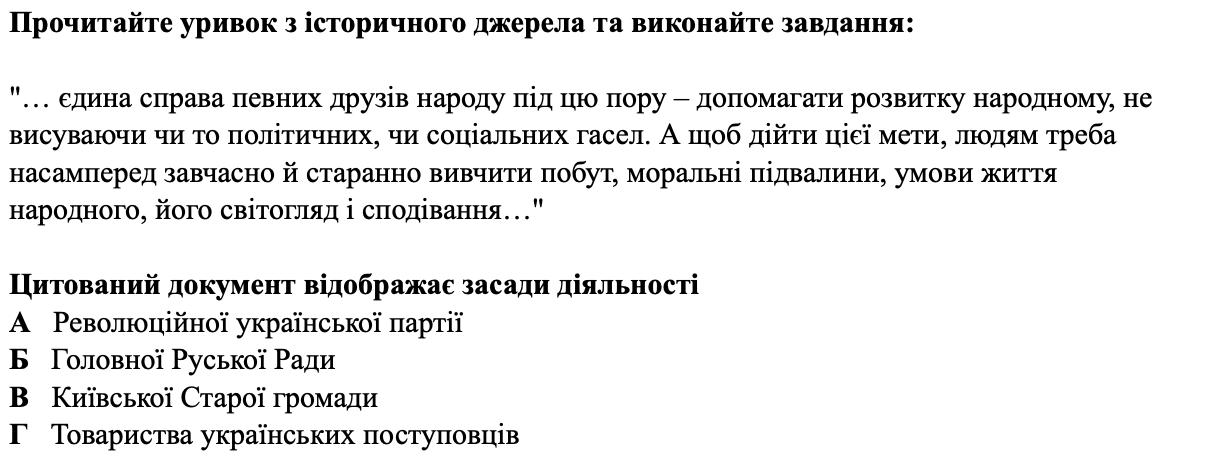 Прочитайте уривок з історичного джерела та виконайте завдання:
"… єдина справа певних друзів народу під цю пору – допомагати розвитку народному, не
висуваючи чи то політичних, чи соціальних гасел. А щоб дійти цієї мети, людям треба
насамперед завчасно й старанно вивчити побут, моральні підвалини, умови життя
народного, його світогляд і сподівання…"
Цитований документ відображає засади діяльності
А Революційної української партії
Б Головної Руської Ради
В Київської Старої громади
Г Товариства українських поступовців